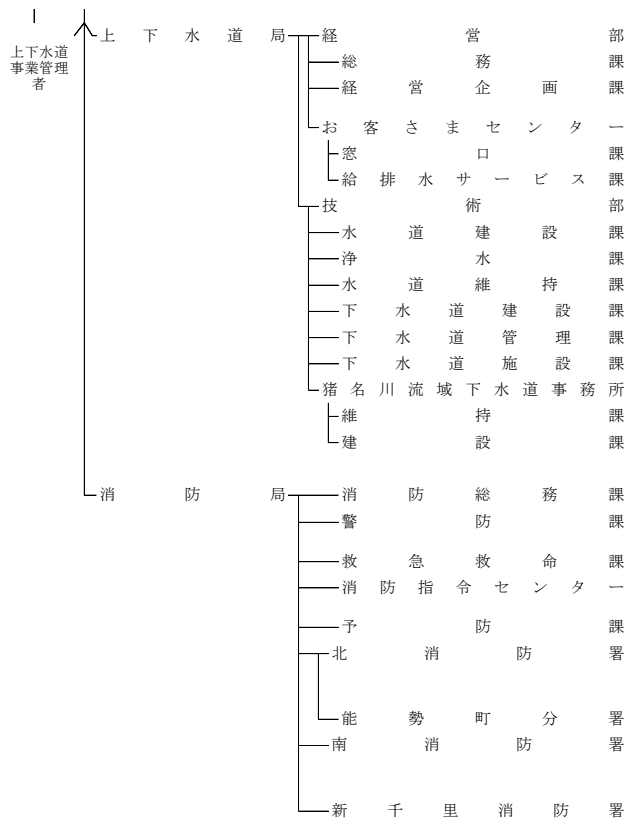 上下水道
事業管理
者
上下水道局
経営部
総務課
経営企画課
お客さまセンター
窓口課
給排水サービス課
技術部
水道建設課
浄水課
水道維持課
下水道建設課
下水道管理課
下水道施設課
猪名川流域下水道事務所
維持課
建設課
消防局
消防総務課
警防課
救急救命課
消防指令センター
予防課
北消防署
能勢町分署
南消防署
新千里消防署